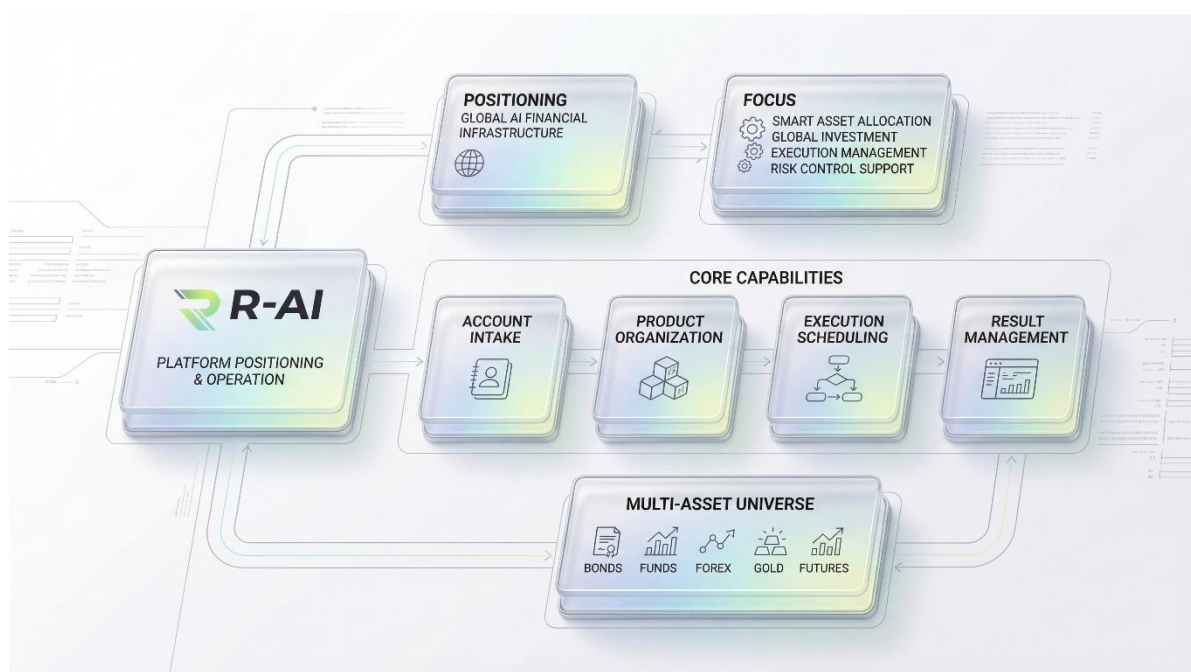 POSITIONING
GLOBAL AI FINANCIAL
INFRASTRUCTURE
FOCUS
SMART ASSET ALLOCATION
GLOBAL INVESTMENT
EXECUTION MANAGEMENT
RISK CONTROL SUPPORT
R-AI
PLATFORM POSITIONING
& OPERATION
CORE CAPABILITIES
ACCOUNT
INTAKE
PRODUCT
ORGANIZATION
EXECUTION
SCHEDULING
RESULT
MANAGEMENT
MULTI-ASSET UNIVERSE
BONDS
FUNDS
FOREX
GOLD
FUTURES